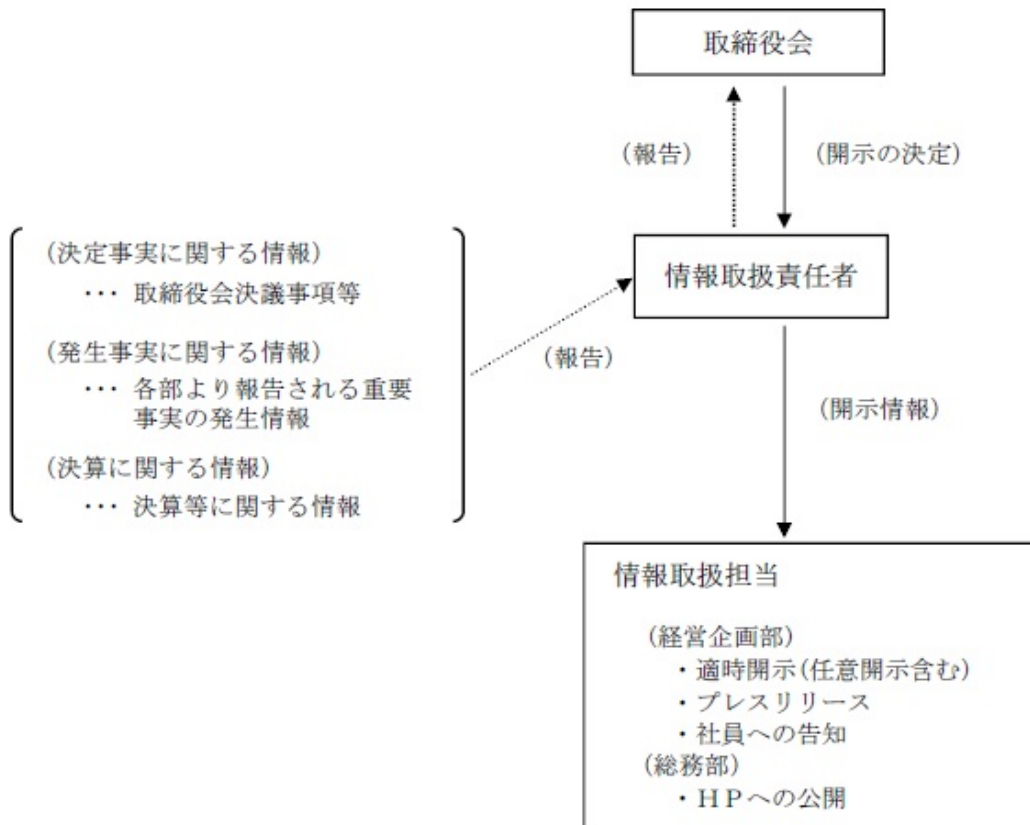 取締役会
(報告)
(開示の決定)
(決定事実に関する情報)
･･･ 取締役会決議事項等
(発生事実に関する情報)
･･･ 各部より報告される重要
事実の発生情報
(決算に関する情報)
･･･ 決算等に関する情報
(報告)
情報取扱責任者
(開示情報)
情報取扱担当
(経営企画部)
・適時開示(任意開示含む)
・プレスリリース
・社員への告知
(総務部)
・ＨＰへの公開